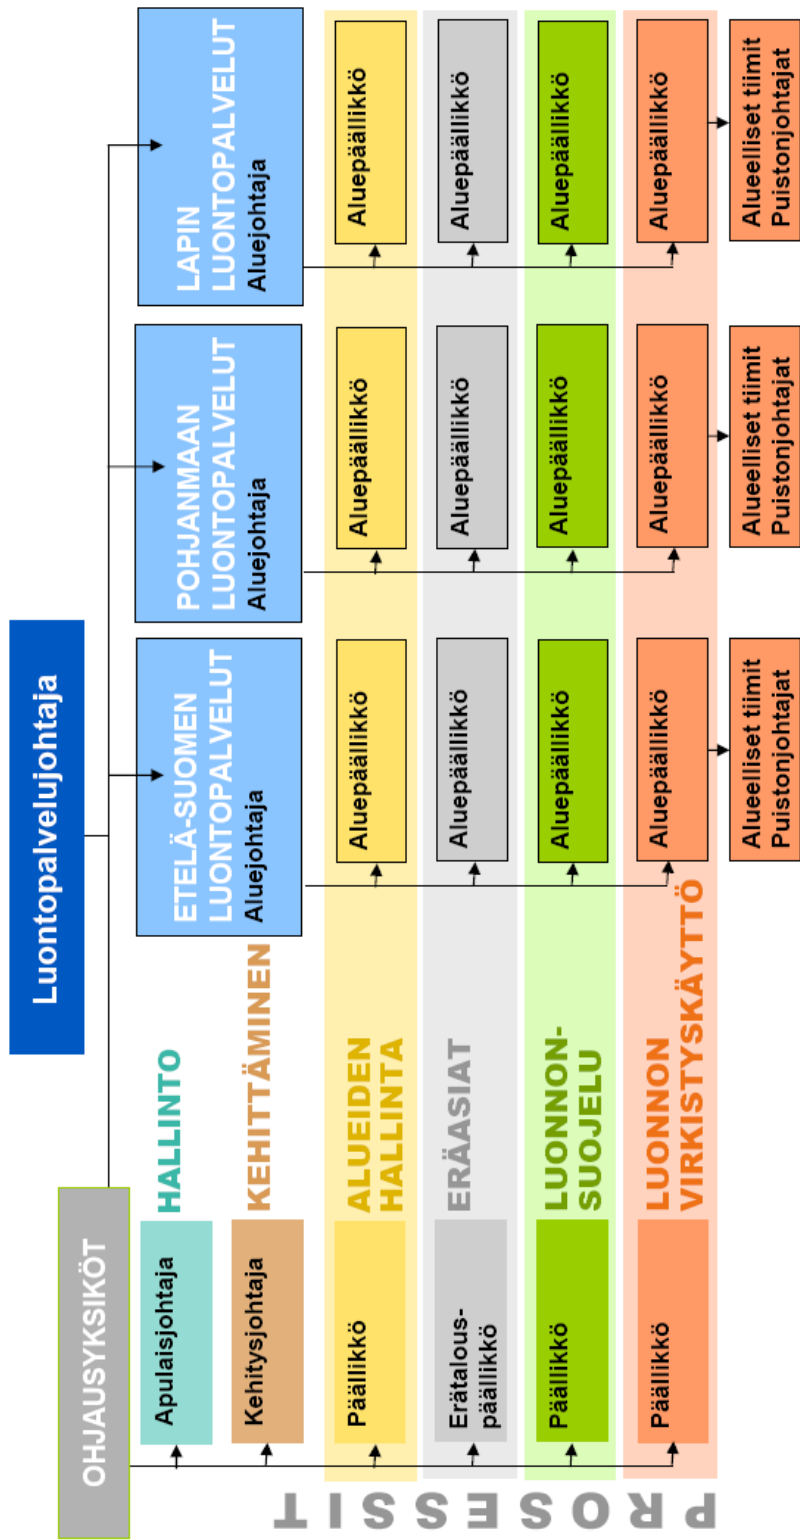 Luontopalvelujohtaja
OHJAUSYKSIKÖT
Apulaisjohtaja
HALLINTO
Kehitysjohtaja
KEHITTÄMINEN
ETELÄ-SUOMEN
LUONTOPALVELUT
Aluejohtaja
POHJANMAAN
LUONTOPALVELUT
Aluejohtaja
LAPIN
LUONTOPALVELUT
Aluejohtaja
PROSESSIT
Päällikkö
ALUEIDEN
HALLINTA
Aluepäällikkö
Aluepäällikkö
Aluepäällikkö
Erätalous-
päällikkö
ERÄASIAT
Aluepäällikkö
Aluepäällikkö
Aluepäällikkö
Päällikkö
LUONNON-
SUOJELU
Aluepäällikkö
Aluepäällikkö
Aluepäällikkö
Päällikkö
LUONNON
VIRKISTYSKÄYTTÖ
Aluepäällikkö
Aluepäällikkö
Aluepäällikkö
Alueelliset tiimit
Puistonjohtajat
Alueelliset tiimit
Puistonjohtajat
Alueelliset tiimit
Puistonjohtajat